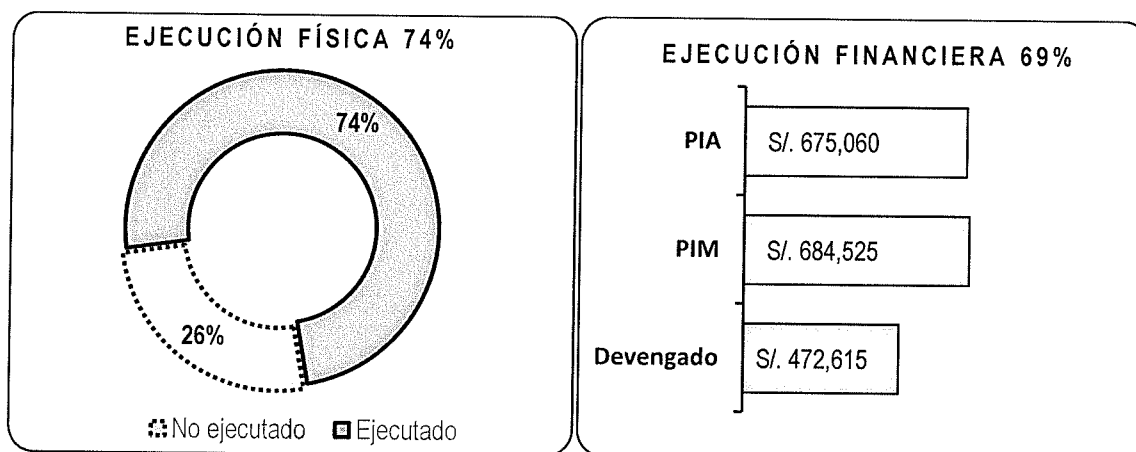 EJECUCIÓN FÍSICA 74%
74%
26%
No ejecutado Ejecutado
EJECUCIÓN FINANCIERA 69%
PIA S/. 675,060
PIM S/. 684,525
Devengado S/. 472,615